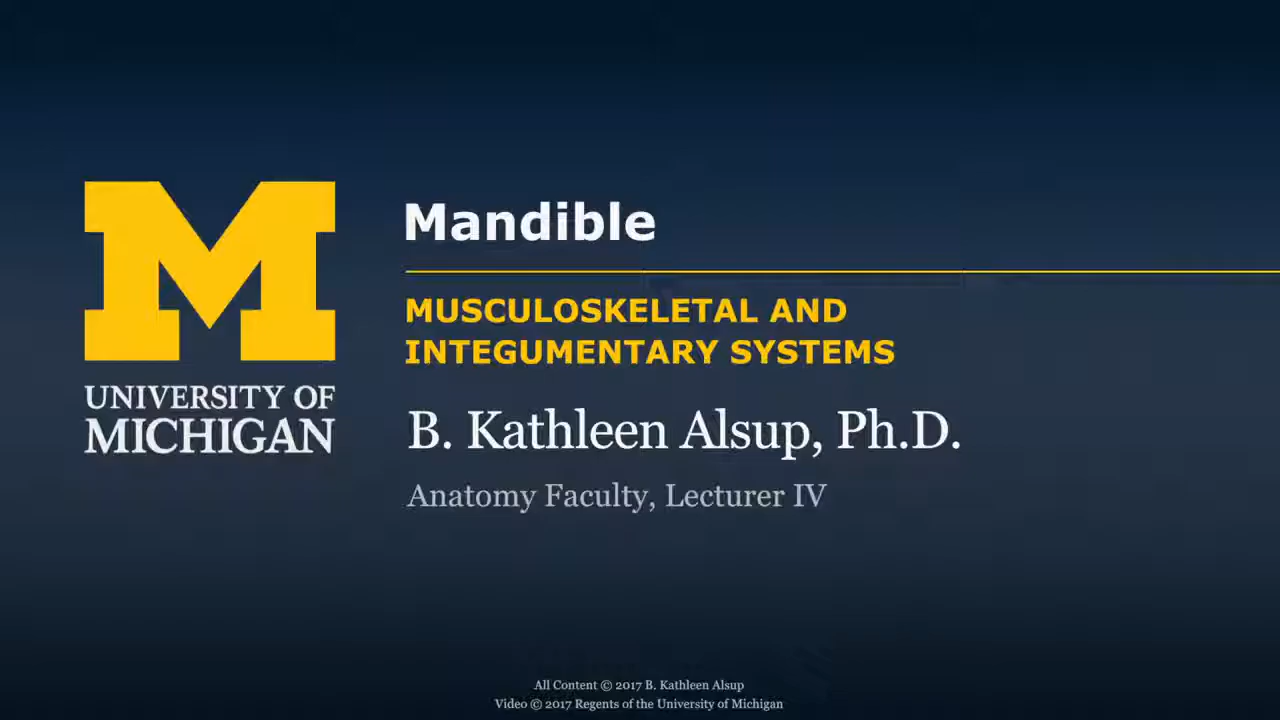 UNIVERSITY OF
MICHIGAN
Mandible
MUSCULOSKELETAL AND
INTEGUMENTARY SYSTEMS
B. Kathleen Alsup, Ph.D.
Anatomy Faculty, Lecturer IV
All Content © 2017 B. Kathleen Alsup
Video © 2017 Regents of the University of Michigan